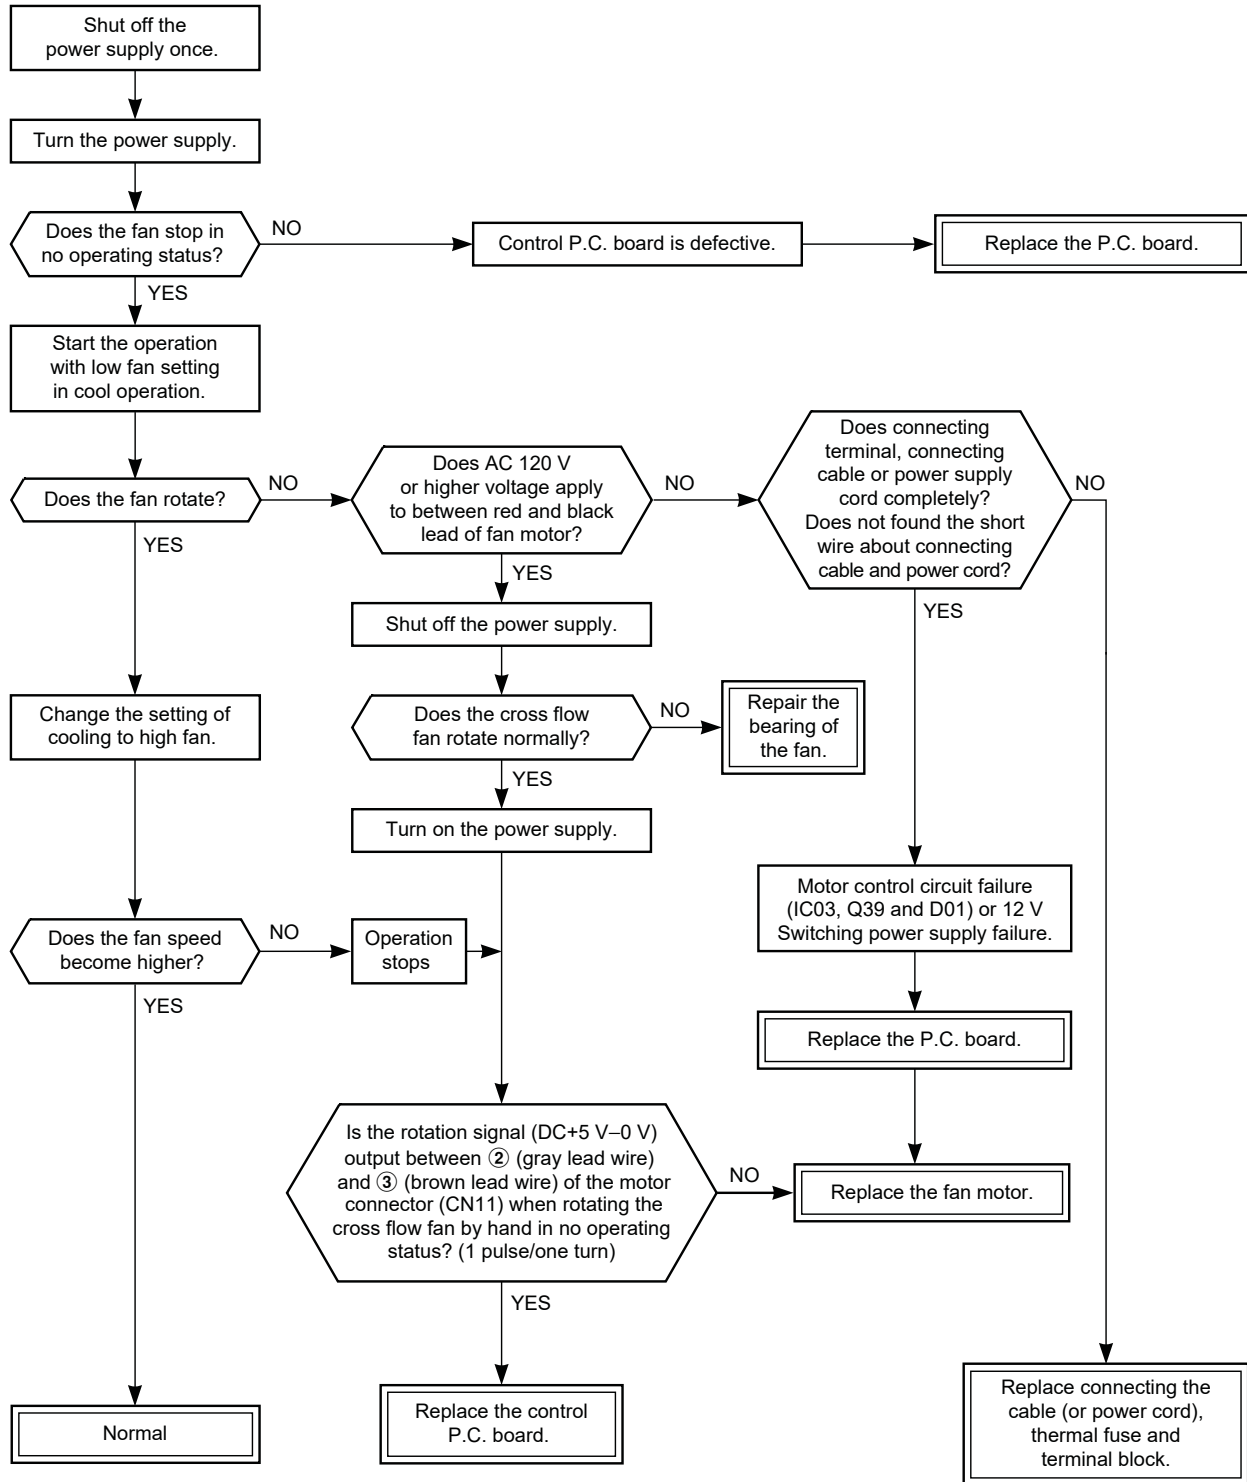 Shut off the
power supply once.
Turn the power supply.
Does the fan stop in
no operating status?
NO
Control P.C. board is defective.
Replace the P.C. board.
YES
Start the operation
with low fan setting
in cool operation.
Does the fan rotate?
NO
Does AC 120 V
or higher voltage apply
to between red and black
lead of fan motor?
NO
Does connecting
terminal, connecting
cable or power supply
cord completely?
Does not found the short
wire about connecting
cable and power cord?
NO
YES
YES
Shut off the power supply.
YES
Change the setting of
cooling to high fan.
Does the cross flow
fan rotate normally?
NO
Repair the
bearing of
the fan.
YES
Turn on the power supply.
Motor control circuit failure
(IC03, Q39 and D01) or 12 V
Switching power supply failure.
Does the fan speed
become higher?
NO
Operation
stops
YES
Replace the P.C. board.
Is the rotation signal (DC+5 V–0 V)
output between ② (gray lead wire)
and ③ (brown lead wire) of the motor
connector (CN11) when rotating the
cross flow fan by hand in no operating
status? (1 pulse/one turn)
NO
Replace the fan motor.
YES
Normal
Replace the control
P.C. board.
Replace connecting the
cable (or power cord),
thermal fuse and
terminal block.